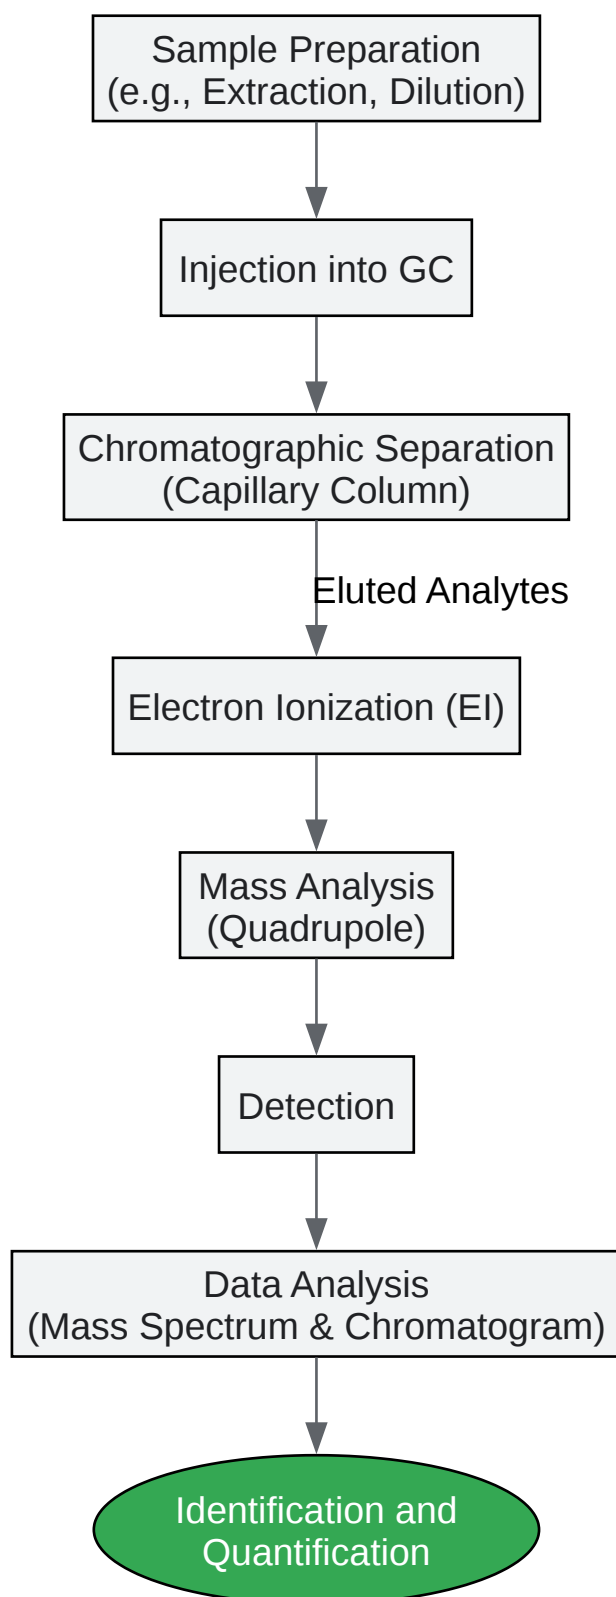 Sample Preparation
(e.g., Extraction, Dilution)
Injection into GC
Chromatographic Separation
(Capillary Column)
Eluted Analytes
Electron Ionization (EI)
Mass Analysis
(Quadrupole)
Detection
Data Analysis
(Mass Spectrum & Chromatogram)
Identification and
Quantification